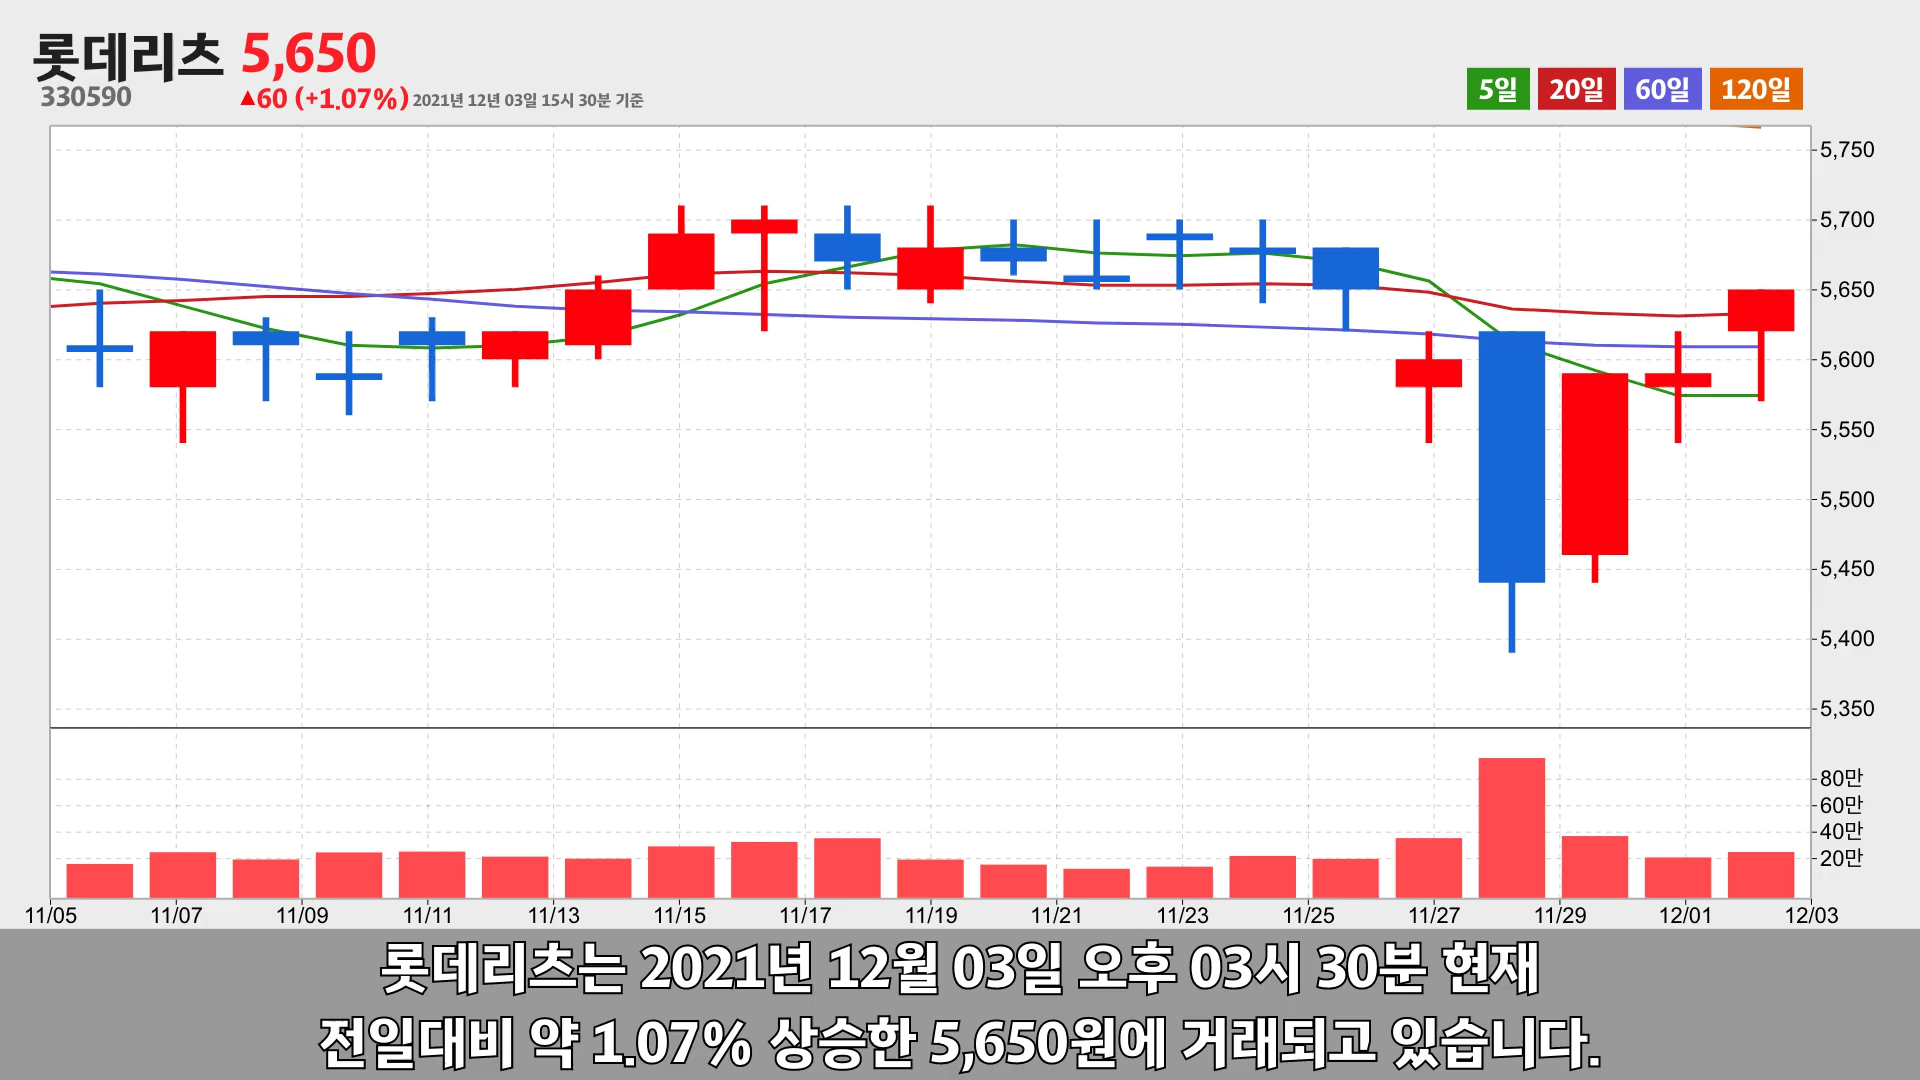 롯데리츠 5,650
330590 ▲60 (+1.07%) 2021년 12년 03일 15시 30분 기준
5일 20일 60일 120일
5,750
5,700
5,650
5,600
5,550
5,500
5,450
5,400
5,350
80만
60만
40만
20만
11/05 11/07 11/09 11/11 11/13 11/15 11/17 11/19 11/21 11/23 11/25 11/27 11/29 12/01 12/03
롯데리츠는 2021년 12월 03일 오후 03시 30분 현재
전일대비 약 1.07% 상승한 5,650원에 거래되고 있습니다.